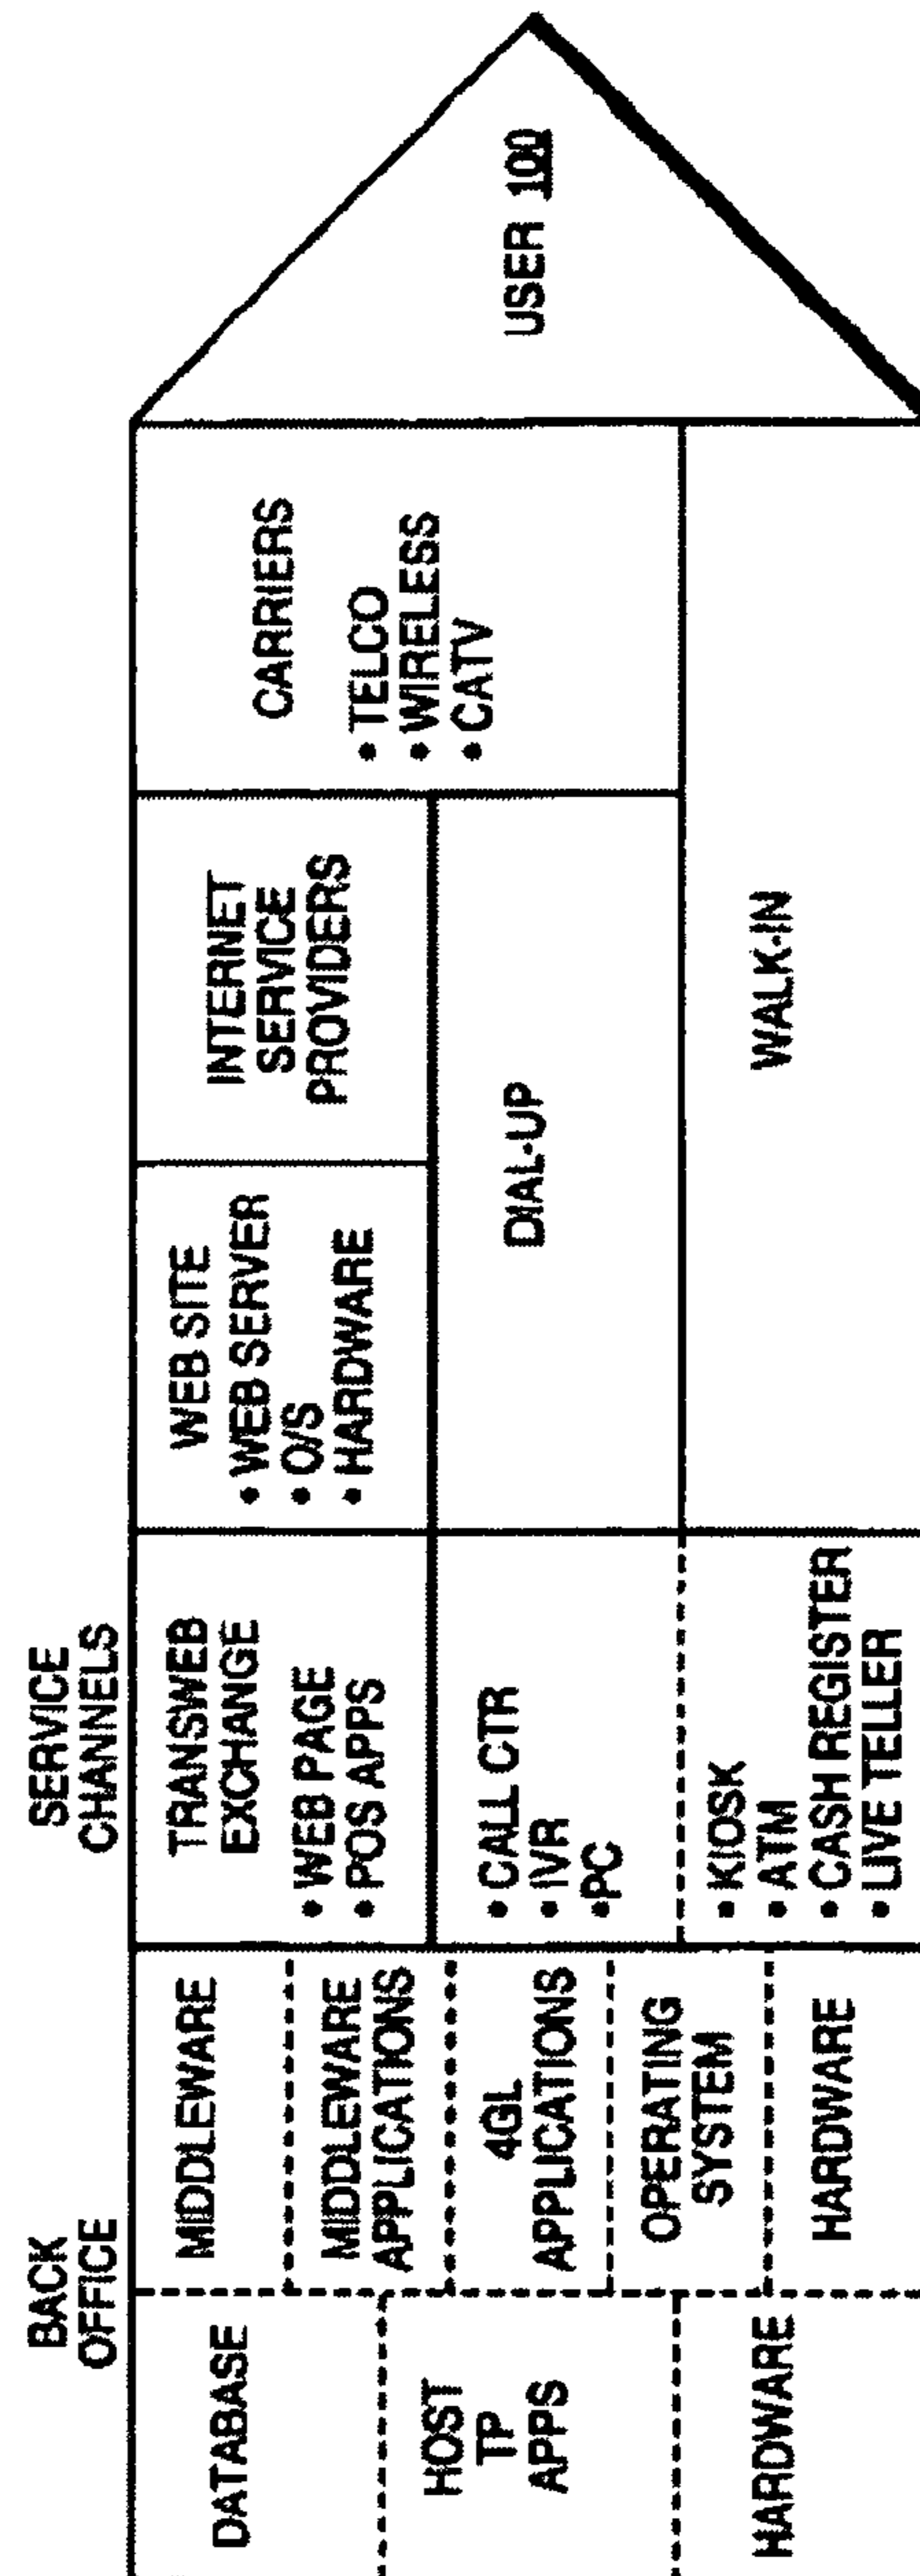 BACK
OFFICE
SERVICE
CHANNELS
DATABASE
HOST
TP
APPS
HARDWARE
MIDDLEWARE
MIDDLEWARE
APPLICATIONS
4GL
APPLICATIONS
OPERATING
SYSTEM
HARDWARE
TRANSWEB
EXCHANGE
• WEB PAGE
• POS APPS
• CALL CTR
• IVR
• PC
• KIOSK
• ATM
• CASH REGISTER
• LIVE TELLER
WEB SITE
• WEB SERVER
• O/S
• HARDWARE
INTERNET
SERVICE
PROVIDERS
DIAL-UP
WALK-IN
CARRIERS
• TELCO
• WIRELESS
• CATV
USER 100